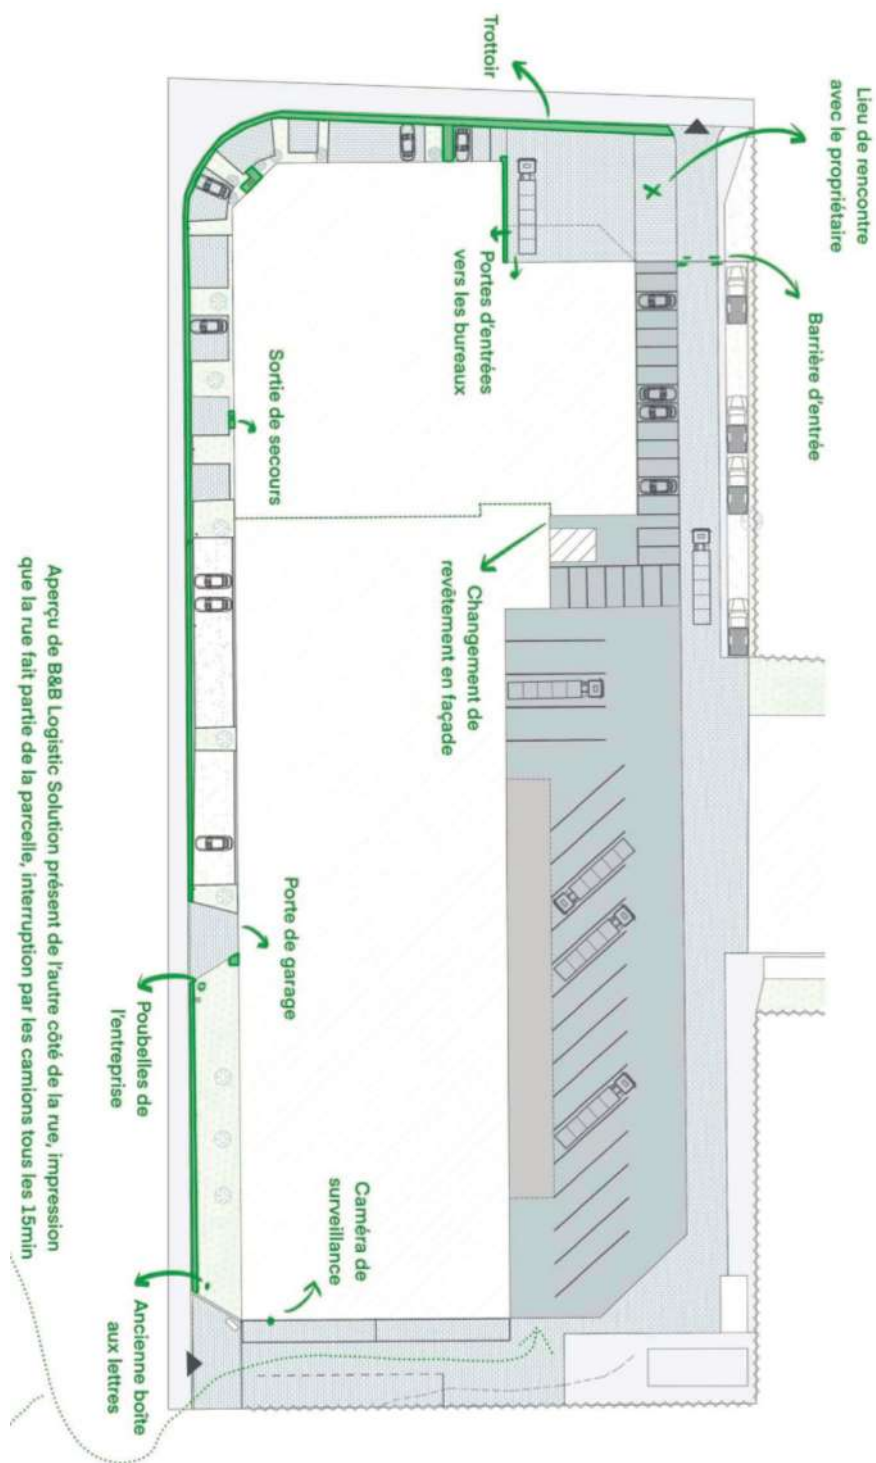 Lieu de rencontre
avec le propriétaire
Barrière d'entrée
Trottoir
Portes d'entrées
vers les bureaux
Changement de
revêtement en façade
Sortie de secours
Porte de garage
Caméra de
surveillance
Poubelles de
l'entreprise
Ancienne boîte
aux lettres
Aperçu de B&B Logistic Solution présent de l'autre côté de la rue, impression
que la rue fait partie de la parcelle, interruption par les camions tous les 15min